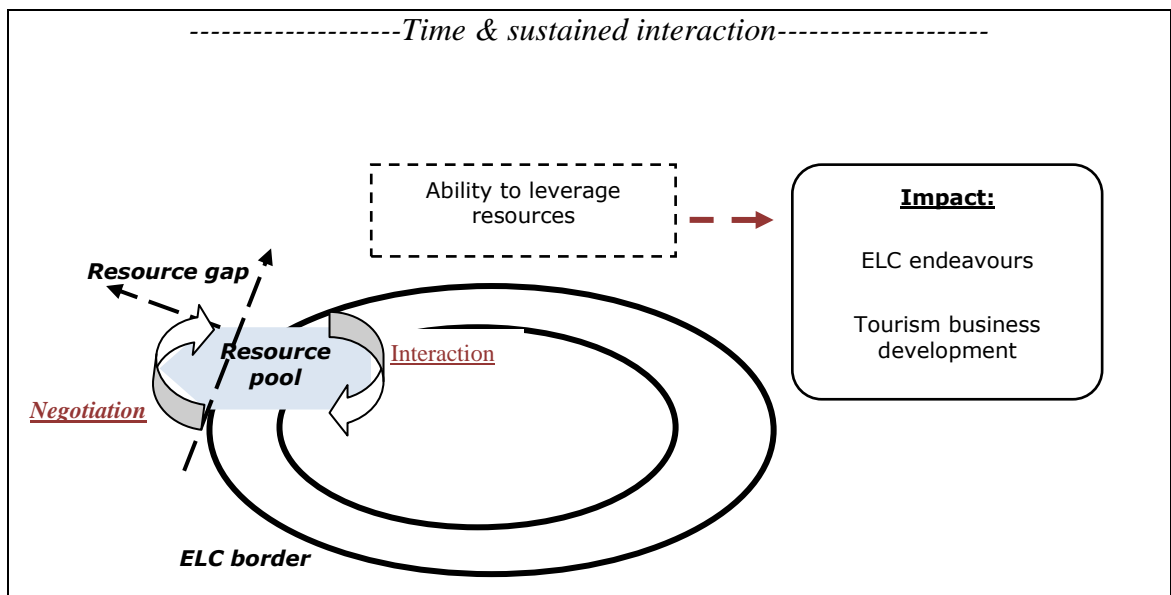 --------------------Time & sustained interaction--------------------
Ability to leverage
resources
Impact:
ELC endeavours
Tourism business
development
Resource gap
Resource
pool
Interaction
Negotiation
ELC border